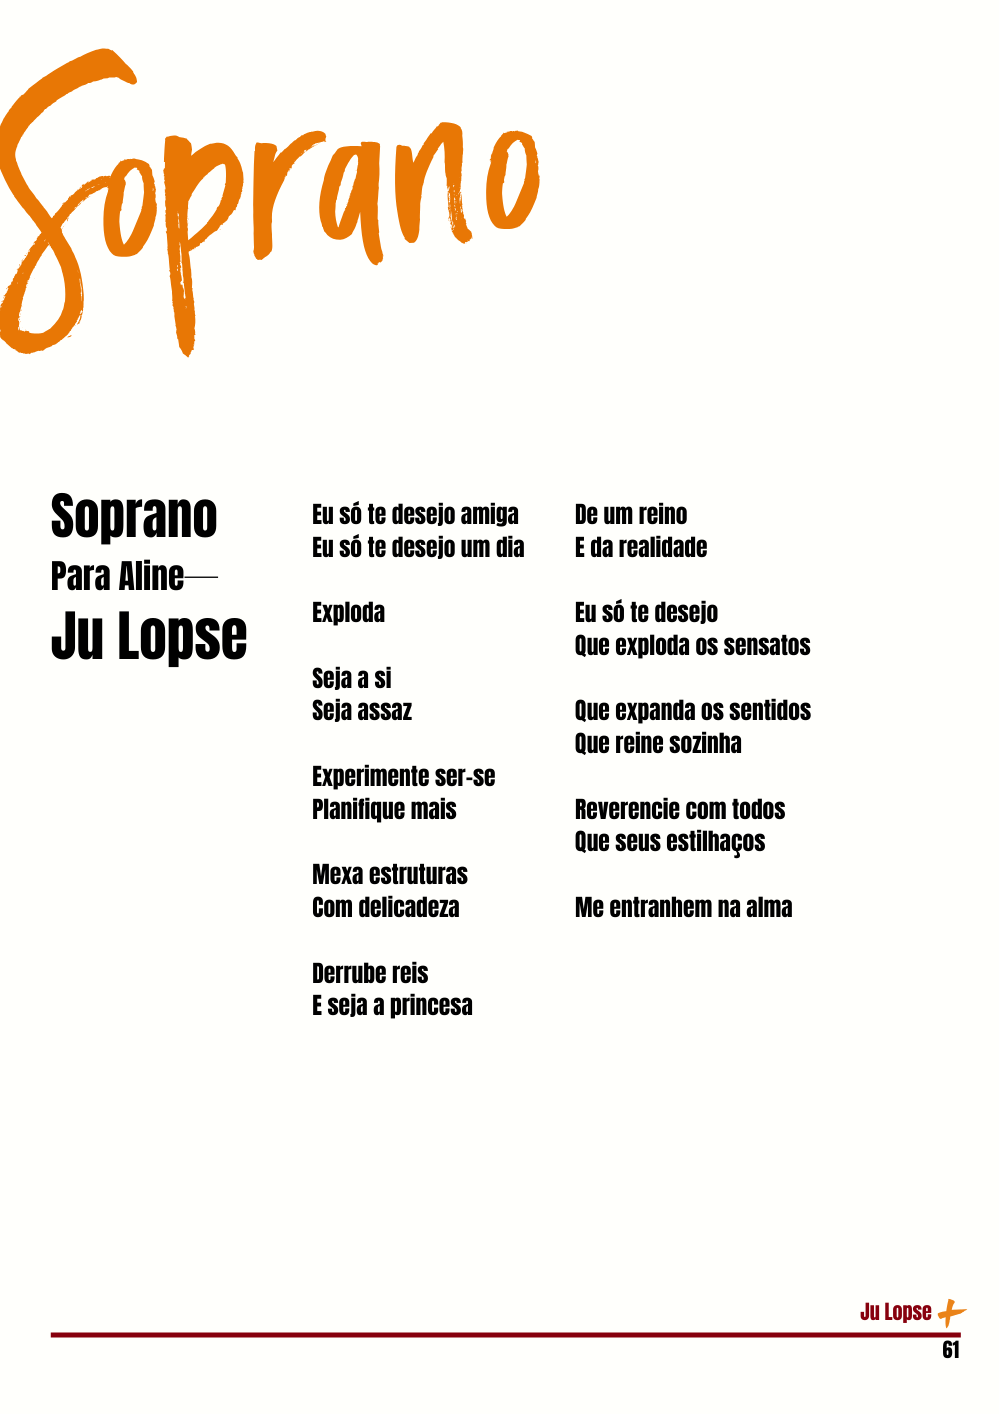 Soprano
Soprano
Para Aline—
Ju Lopse
Eu só te desejo amiga
Eu só te desejo um dia
Exploda
Seja a si
Seja assaz
Experimente ser-se
Planifique mais
Mexa estruturas
Com delicadeza
Derrube reis
E seja a princesa
De um reino
E da realidade
Eu só te desejo
Que exploda os sensatos
Que expanda os sentidos
Que reine sozinha
Reverencie com todos
Que seus estilhaços
Me entranhem na alma
Ju Lopse
61